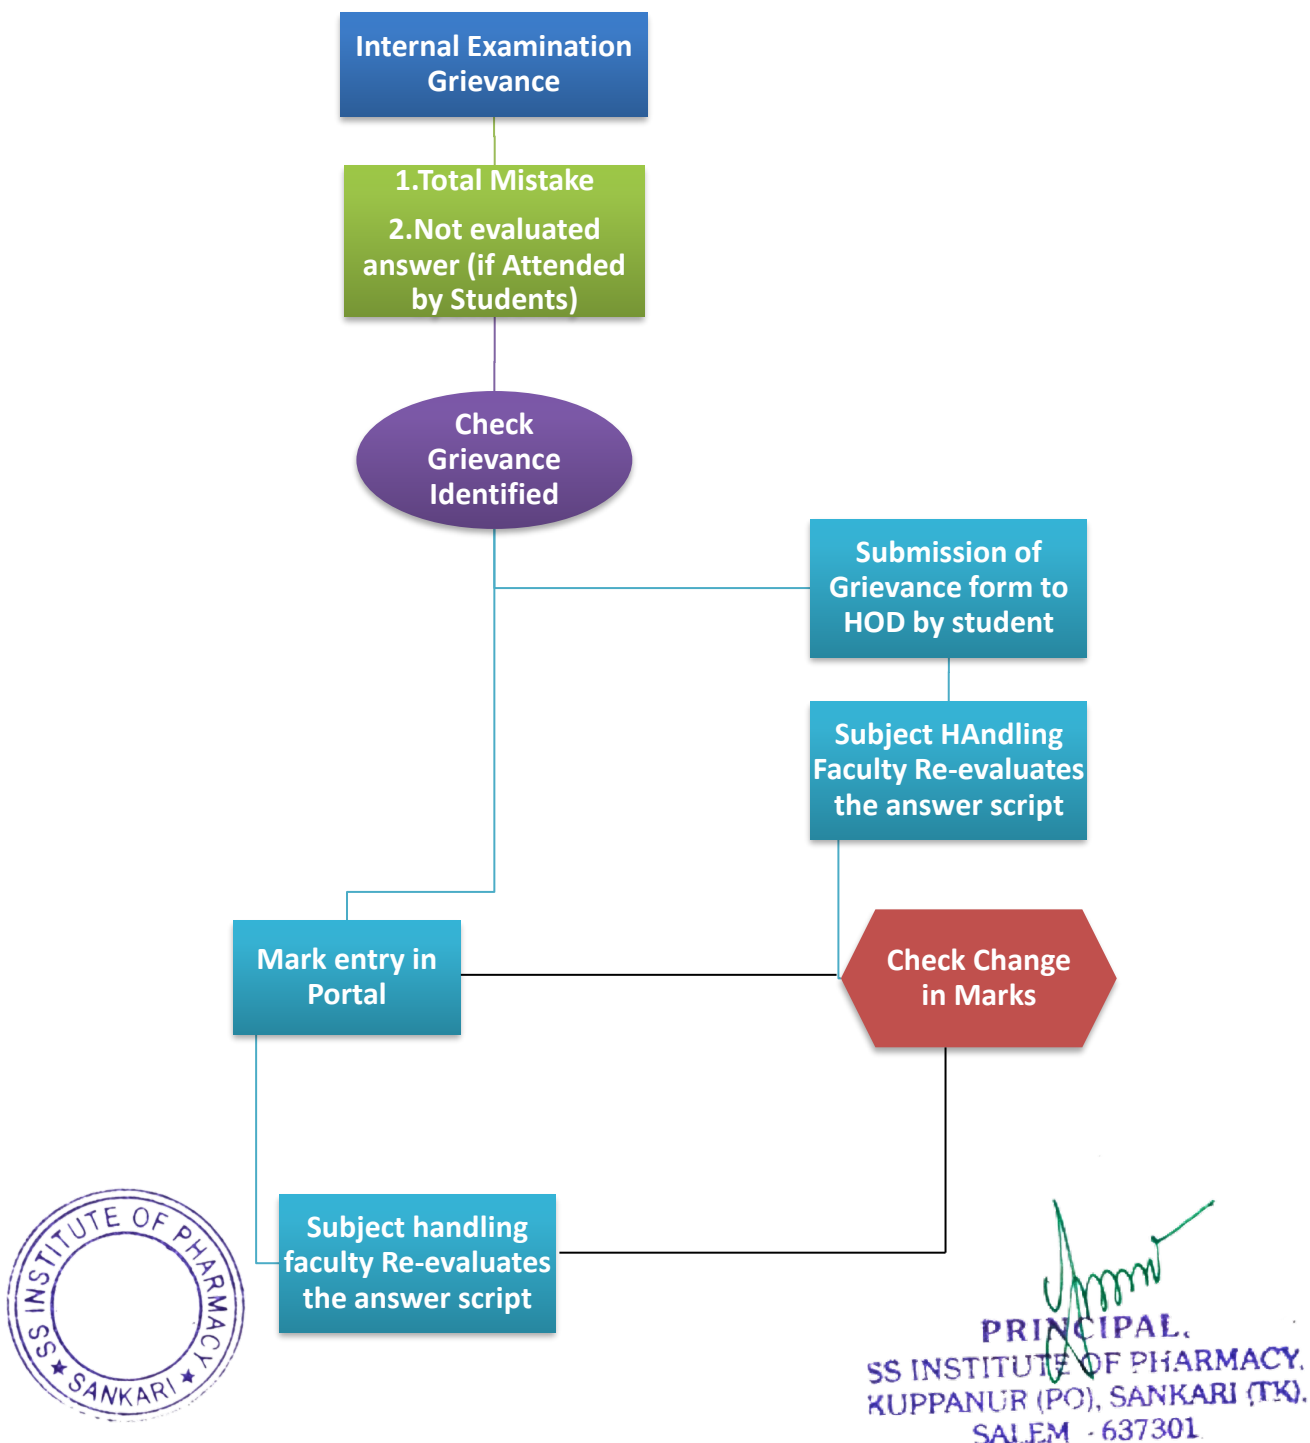 Internal Examination
Grievance
1.Total Mistake
2.Not evaluated
answer (if Attended
by Students)
Check
Grievance
Identified
Submission of
Grievance form to
HOD by student
Subject HAndling
Faculty Re-evaluates
the answer script
Mark entry in
Portal
Check Change
in Marks
Subject handling
faculty Re-evaluates
the answer script
SS INSTITUTE OF PHARMACY
★ SANKARI ★
PRINCIPAL.
SS INSTITUTE OF PHARMACY.
KUPPANUR (PO), SANKARI (TK).
SALEM - 637301